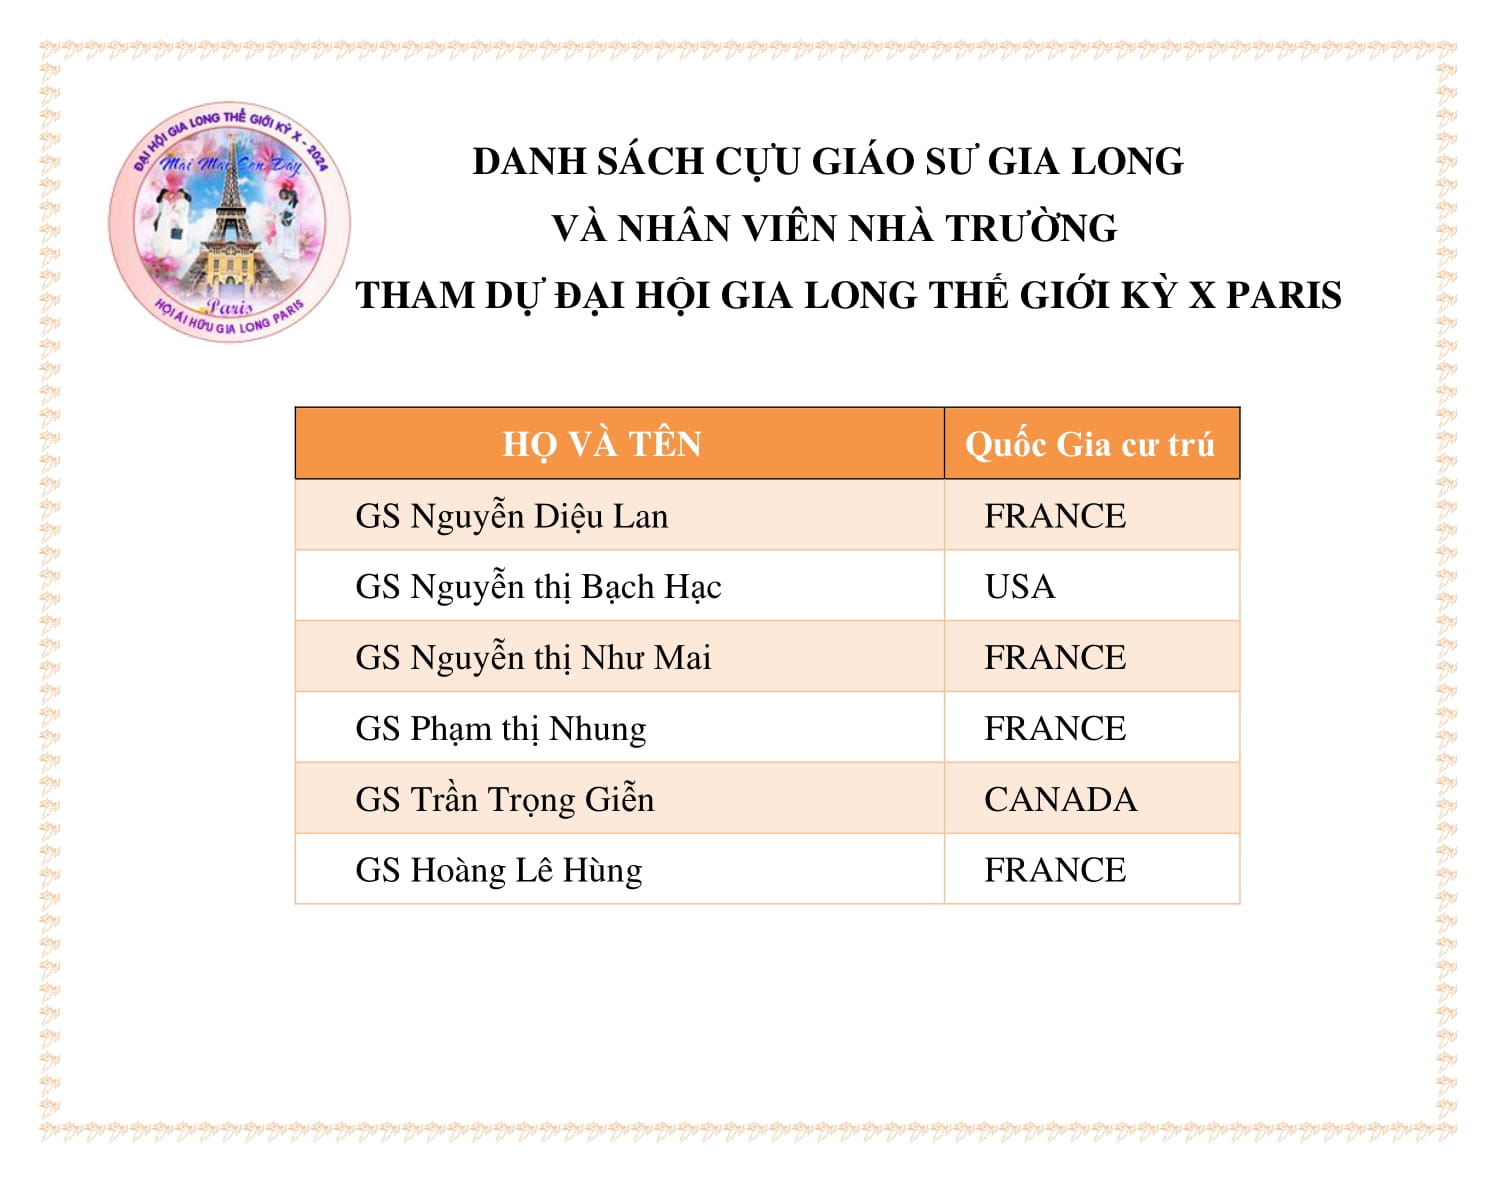 ĐẠI HỘI GIA LONG THẾ GIỚI KỲ X - 2024
Mãi Mãi Còn Đây
Paris
HỘI ÁI HỮU GIA LONG PARIS
DANH SÁCH CỰU GIÁO SƯ GIA LONG
VÀ NHÂN VIÊN NHÀ TRƯỜNG
THAM DỰ ĐẠI HỘI GIA LONG THẾ GIỚI KỲ X PARIS
HỌ VÀ TÊN Quốc Gia cư trú
GS Nguyễn Diệu Lan FRANCE
GS Nguyễn thị Bạch Hạc USA
GS Nguyễn thị Như Mai FRANCE
GS Phạm thị Nhung FRANCE
GS Trần Trọng Giễn CANADA
GS Hoàng Lê Hùng FRANCE